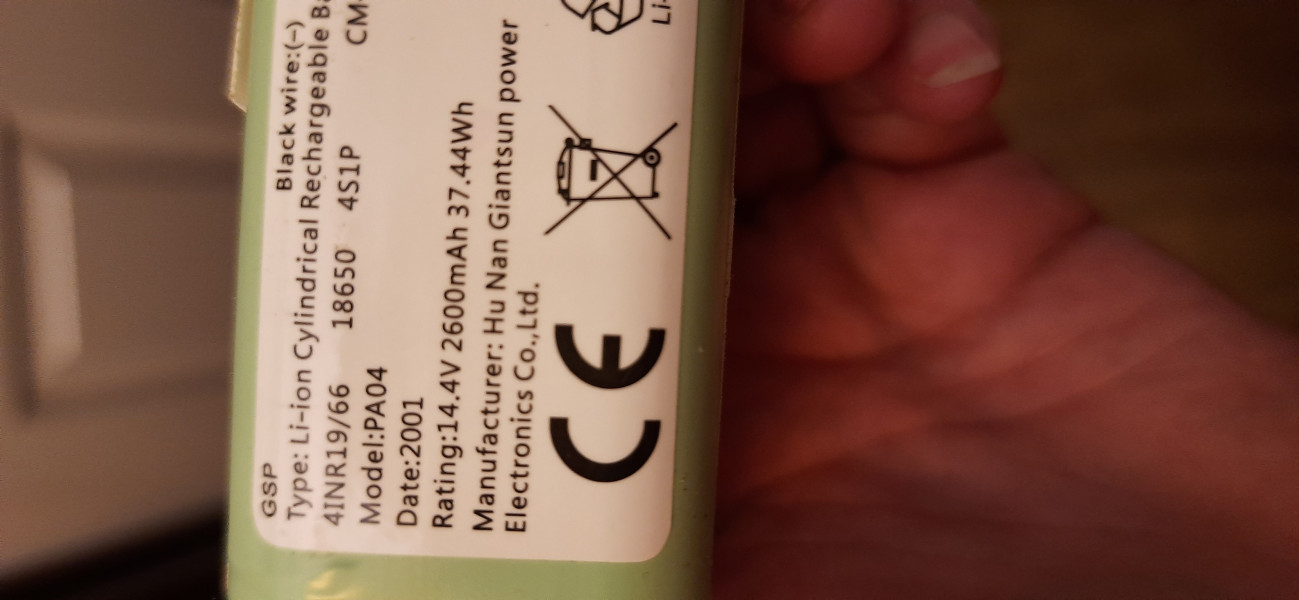 GSP
Black wire:(-)
Type: Li-ion Cylindrical Rechargeable
4INR19/66 18650 4S1P
Model:PA04
Date:2001
Rating:14.4V 2600mAh 37.44Wh
Manufacturer: Hu Nan Giantsun power
Electronics Co.,Ltd.
CE